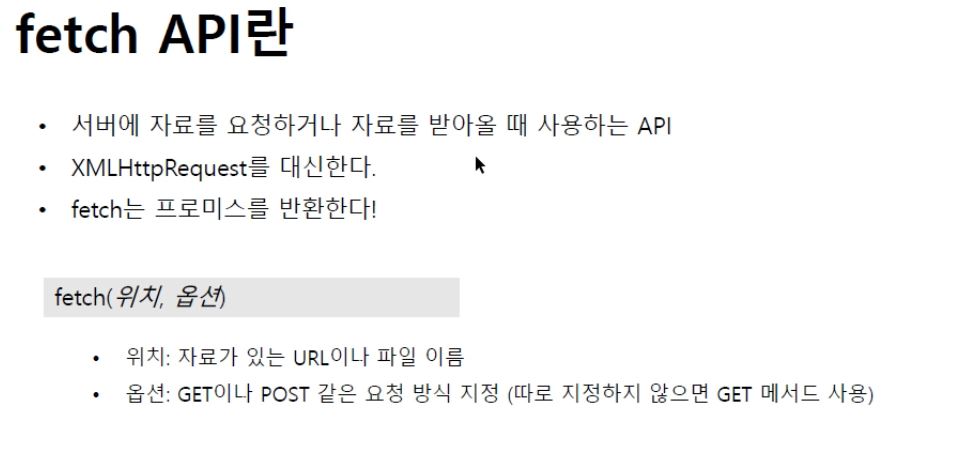 fetch API란
• 서버에 자료를 요청하거나 자료를 받아올 때 사용하는 API
• XMLHttpRequest를 대신한다.
• fetch는 프로미스를 반환한다!
fetch(위치, 옵션)
• 위치: 자료가 있는 URL이나 파일 이름
• 옵션: GET이나 POST 같은 요청 방식 지정 (따로 지정하지 않으면 GET 메서드 사용)